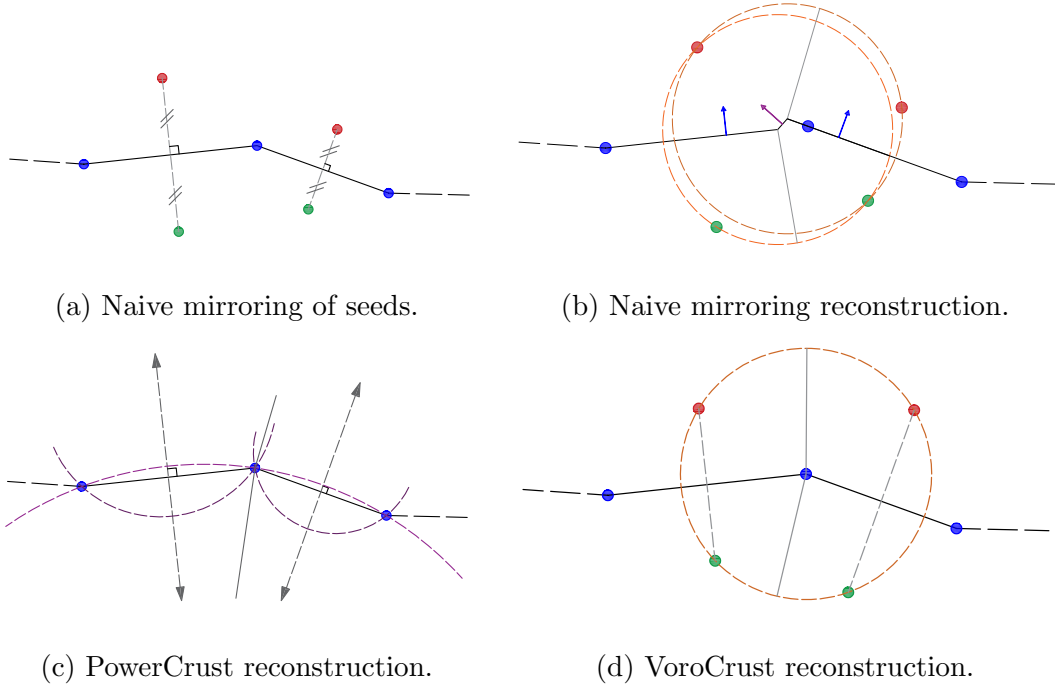 (a) Naive mirroring of seeds.
(b) Naive mirroring reconstruction.
(c) PowerCrust reconstruction.
(d) VoroCrust reconstruction.